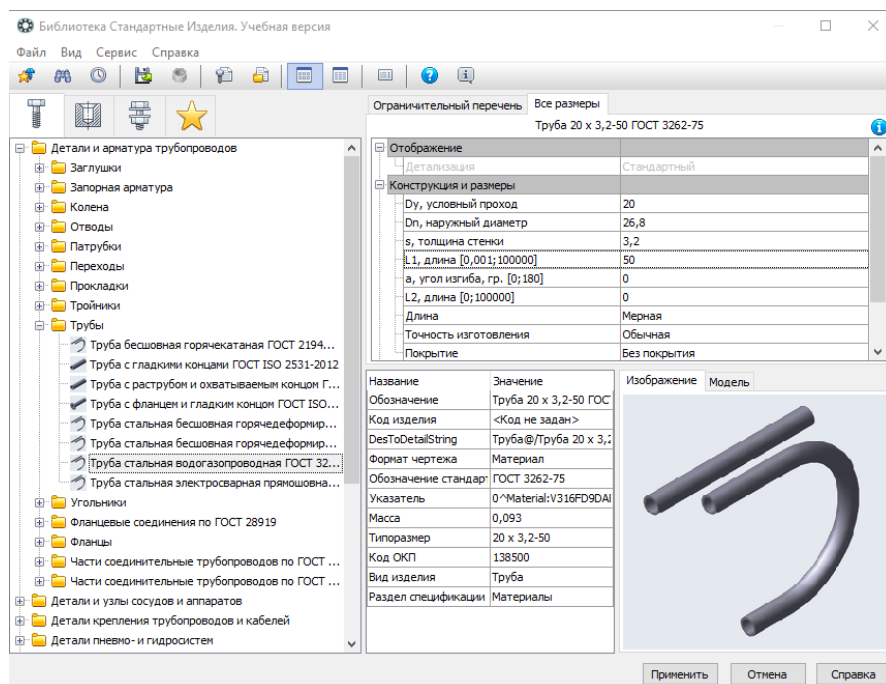 Библиотека Стандартные Изделия. Учебная версия
Файл Вид Сервис Справка
Ограничительный перечень Все размеры
Труба 20 x 3,2-50 ГОСТ 3262-75
Детали и арматура трубопроводов
Заглушки
Запорная арматура
Колена
Отводы
Патрубки
Переходы
Прокладки
Тройники
Трубы
Труба бесшовная горячекатаная ГОСТ 2194...
Труба с гладкими концами ГОСТ ISO 2531-2012
Труба с раструбом и охватываемым концом Г...
Труба с фланцем и гладким концом ГОСТ ISO...
Труба стальная бесшовная горячедеформир...
Труба стальная бесшовная горячедеформир...
Труба стальная водогазопроводная ГОСТ 32...
Труба стальная электросварная прямошовна...
Угольники
Фланцевые соединения по ГОСТ 28919
Фланцы
Части соединительные трубопроводов по ГОСТ ...
Части соединительные трубопроводов по ГОСТ ...
Детали и узлы сосудов и аппаратов
Детали крепления трубопроводов и кабелей
Детали пневмо- и гидросистем
Отображение
Детализация Стандартный
Конструкция и размеры
Dy, условный проход 20
Dn, наружный диаметр 26,8
s, толщина стенки 3,2
L1, длина [0,001;100000] 50
a, угол изгиба, гр. [0;180] 0
L2, длина [0;100000] 0
Длина Мерная
Точность изготовления Обычная
Покрытие Без покрытия
Название Значение
Обозначение Труба 20 x 3,2-50 ГОС
Код изделия <Код не задан>
DesToDetailString Труба@/Труба 20 x 3,2
Формат чертежа Материал
Обозначение стандар ГОСТ 3262-75
Указатель 0^Material:V316FD9DAI
Масса 0,093
Типоразмер 20 x 3,2-50
Код ОКП 138500
Вид изделия Труба
Раздел спецификации Материалы
Изображение Модель
Применить Отмена Справка